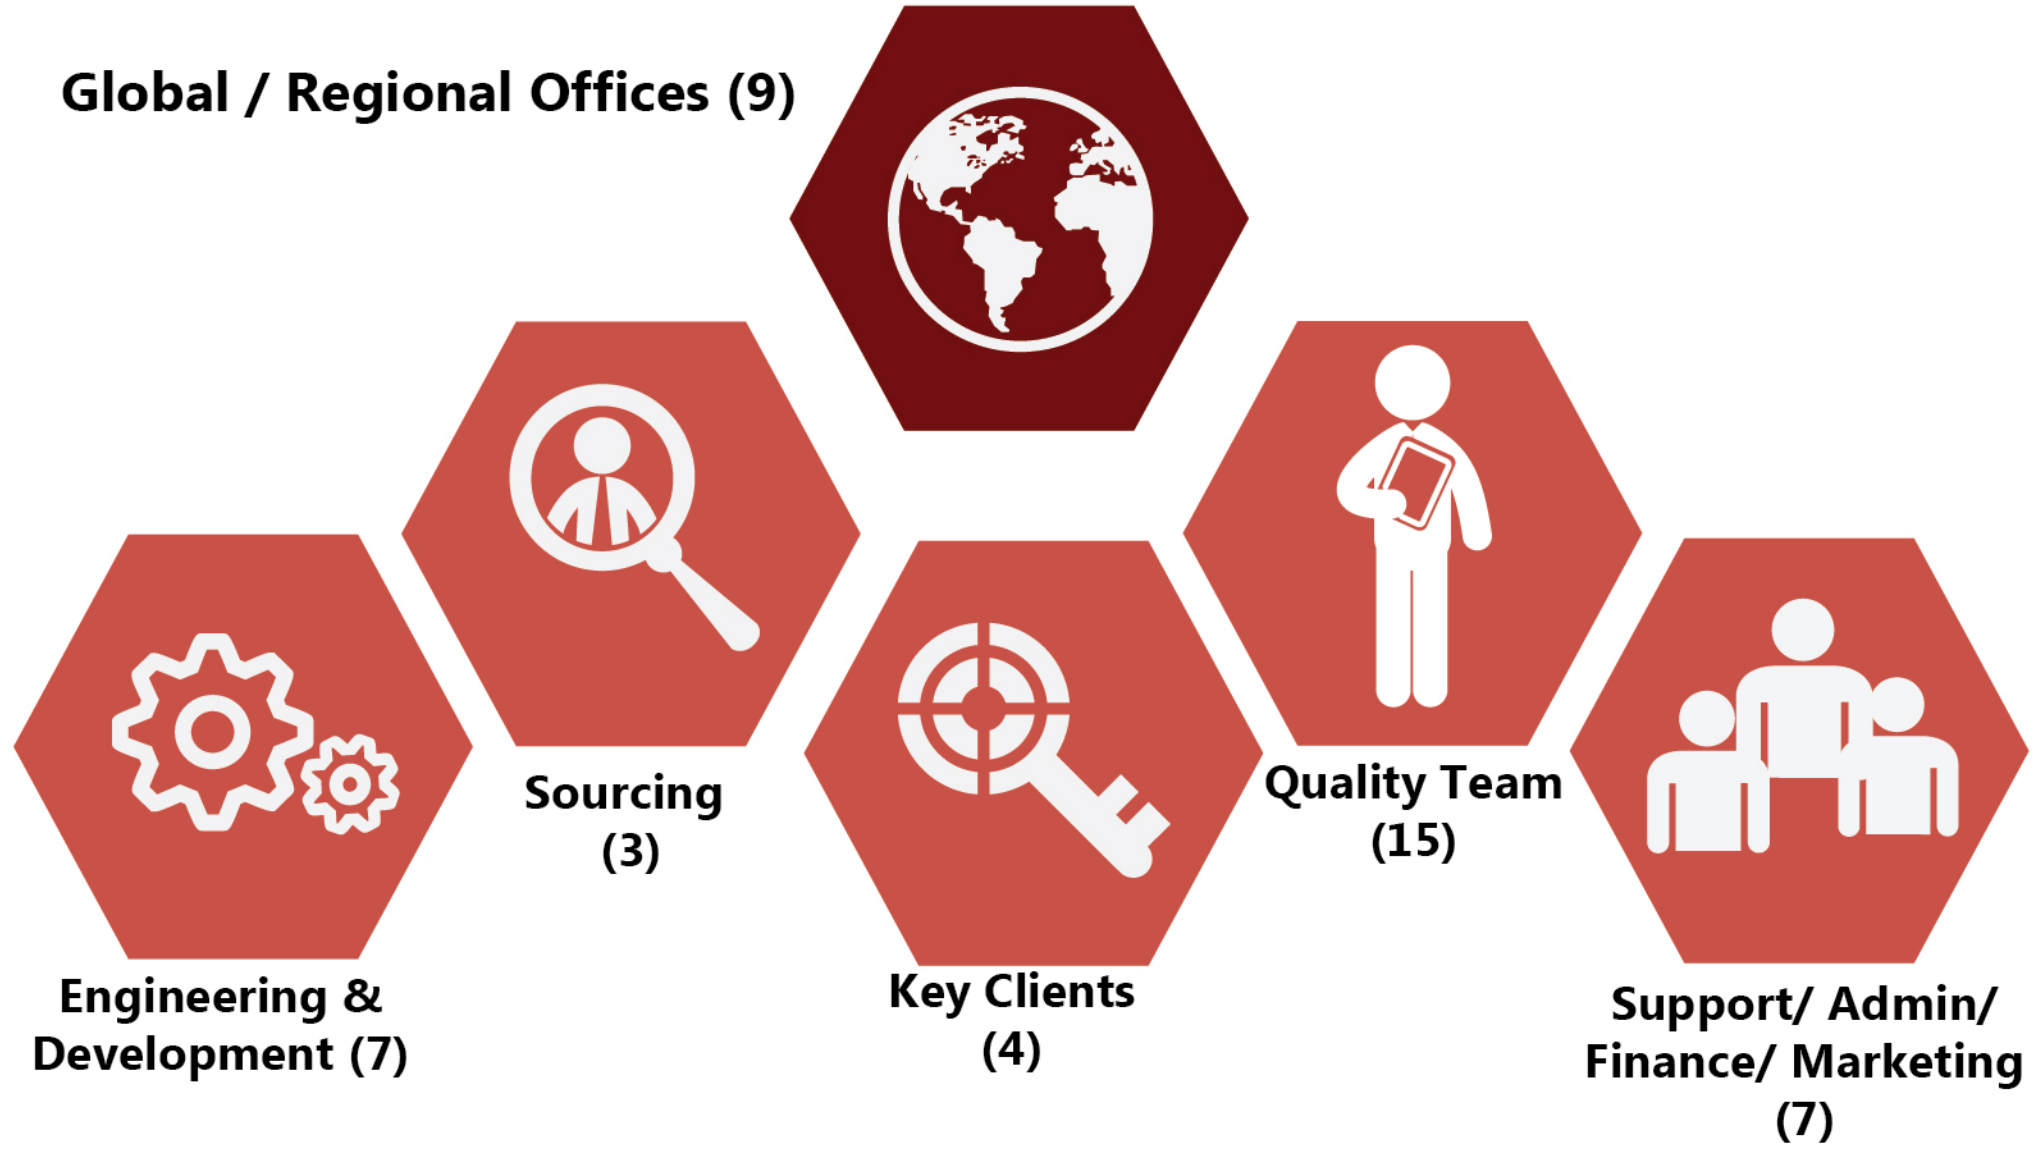 Global / Regional Offices (9)
Sourcing
(3)
Quality Team
(15)
Engineering &
Development (7)
Key Clients
(4)
Support/ Admin/
Finance/ Marketing
(7)